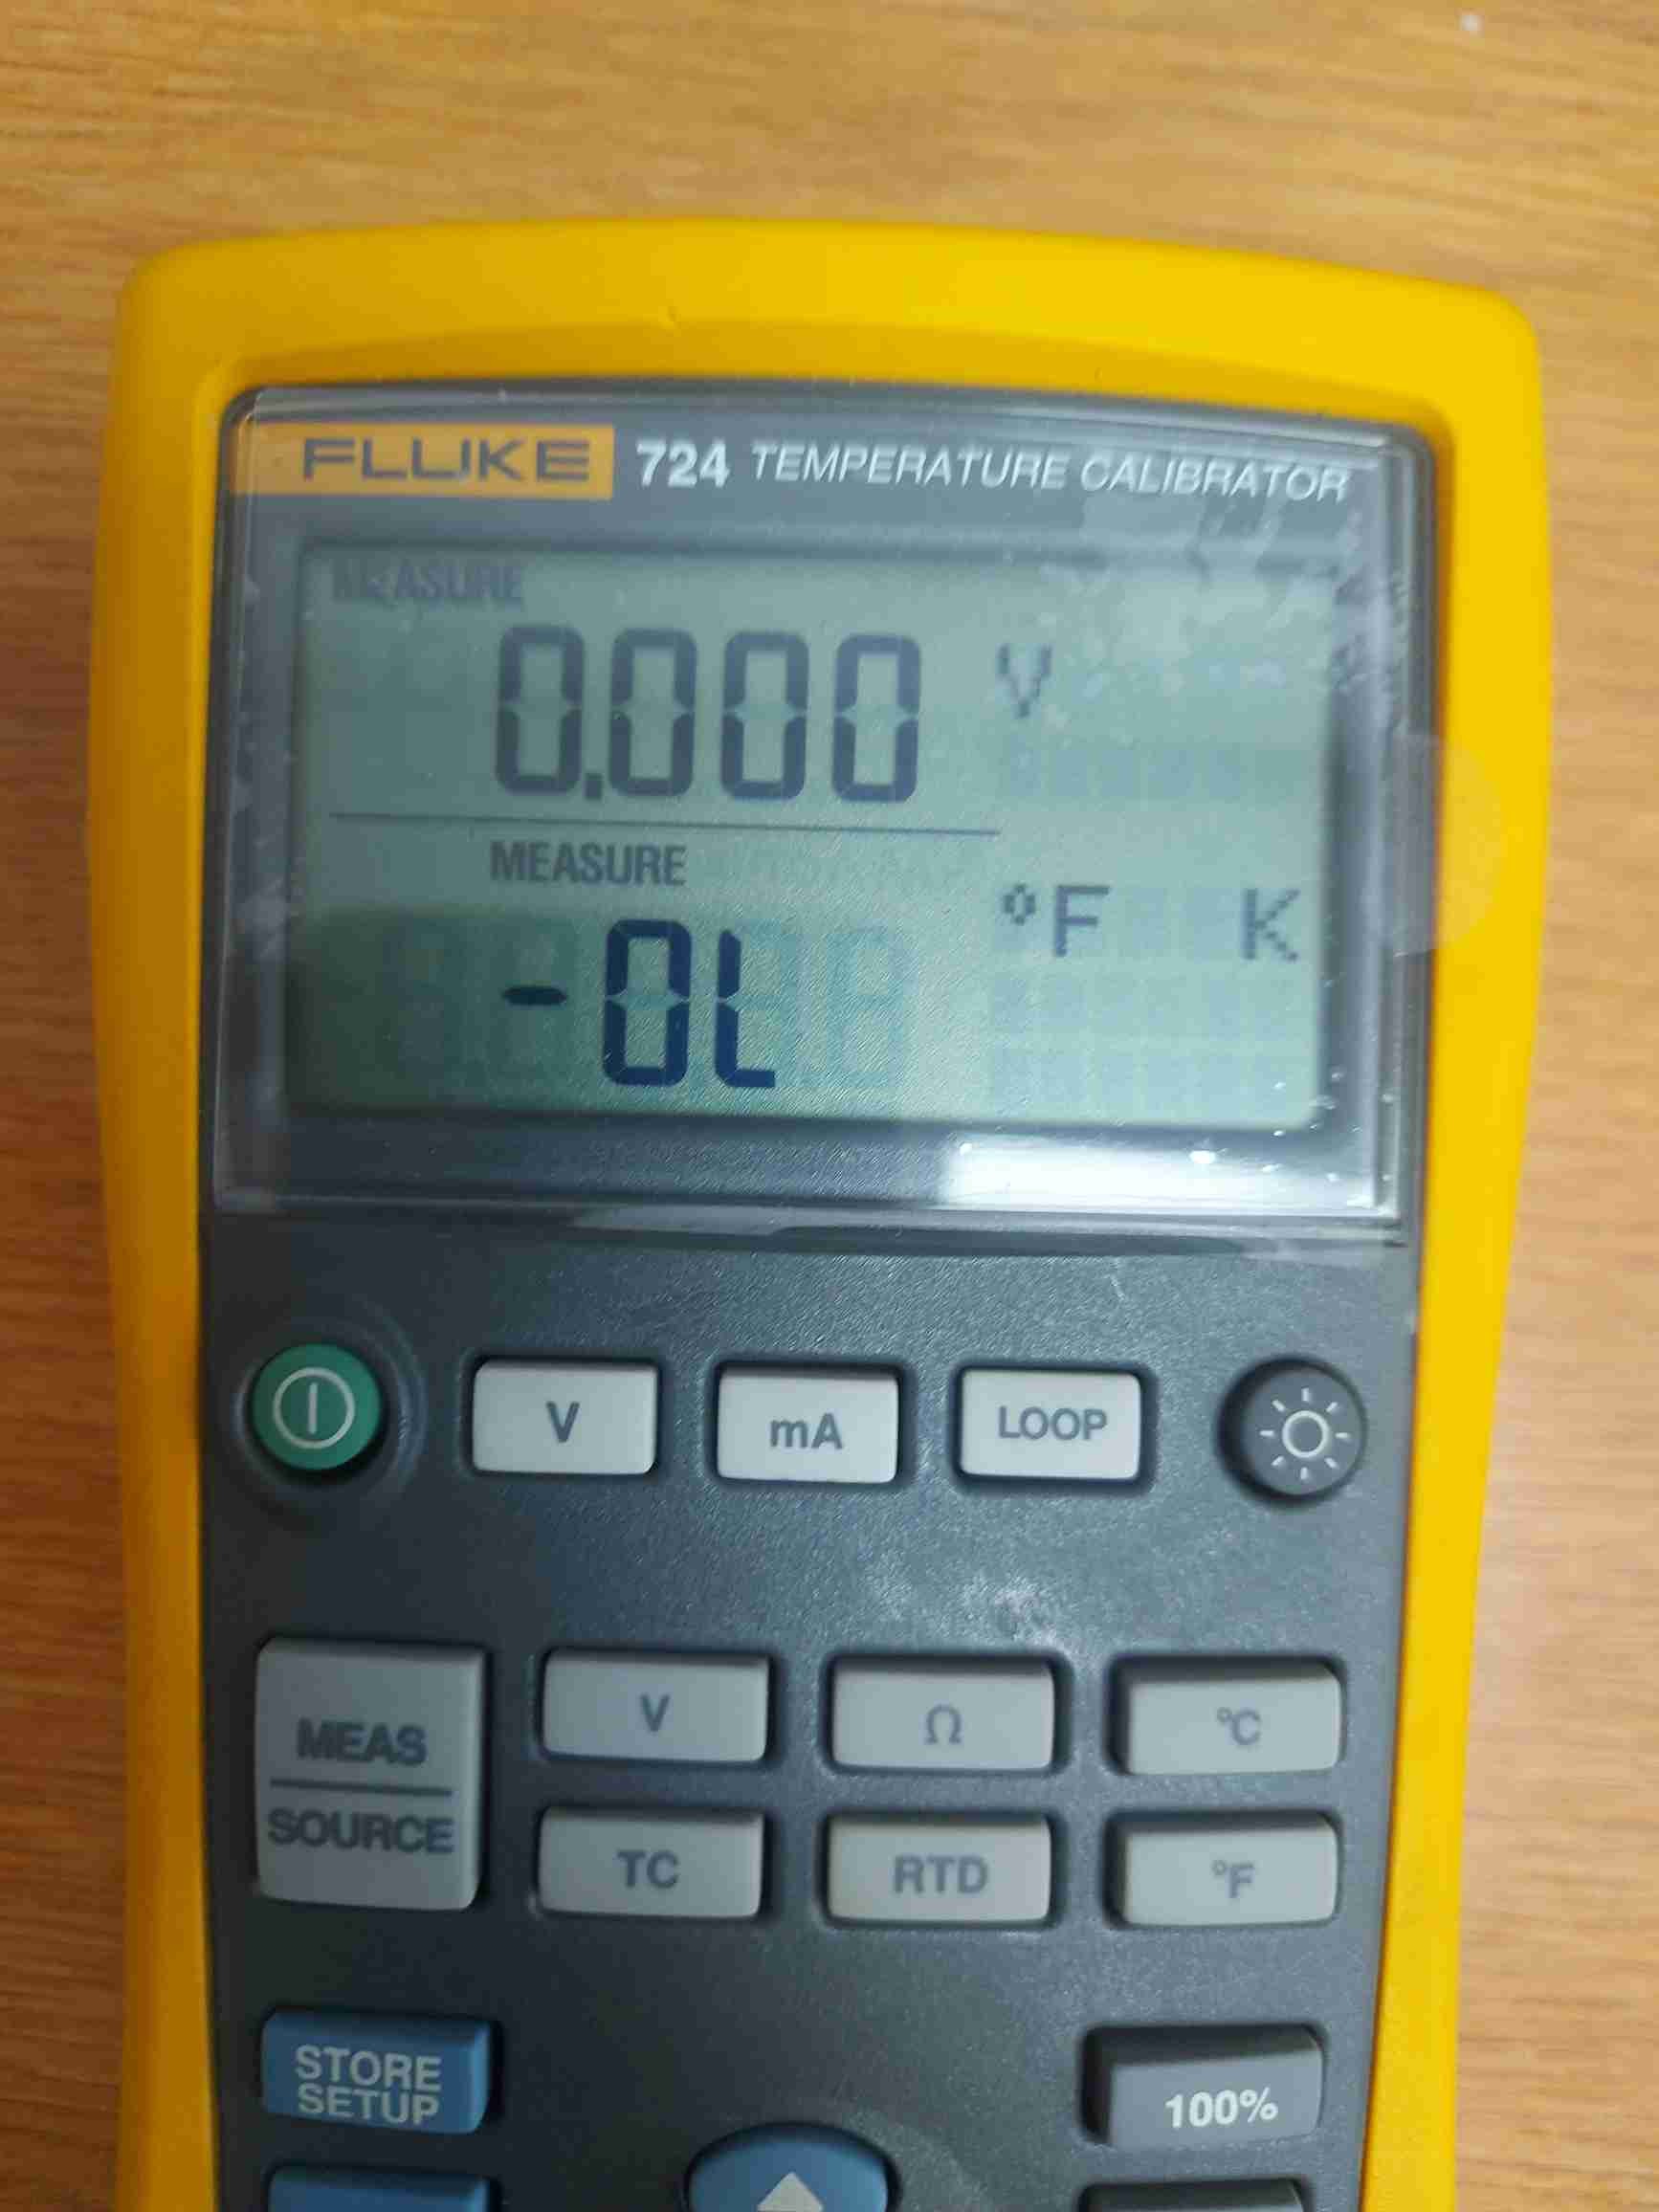 FLUKE 724 TEMPERATURE CALIBRATOR
MEASURE
0.000 V
MEASURE
-OL °F K
V mA LOOP
MEAS
SOURCE
V Ω °C
TC RTD °F
STORE
SETUP
100%